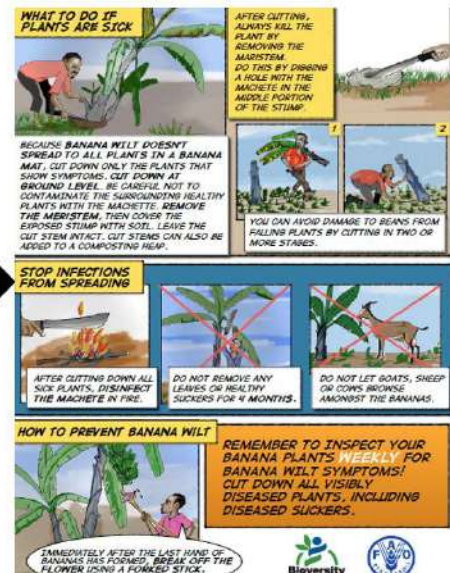 WHAT TO DO IF
PLANTS ARE SICK
AFTER CUTTING,
ALWAYS KILL THE
PLANT BY
REMOVING THE
MARISTEM.
DO THIS BY DIGGING
A HOLE WITH THE
MACHETE IN THE
MIDDLE PORTION
OF THE STUMP.
BECAUSE BANANA WILT DOESN'T
SPREAD TO ALL PLANTS IN A BANANA
MAT, CUT DOWN ONLY THE PLANTS THAT
SHOW SYMPTOMS. CUT DOWN AT
GROUND LEVEL. BE CAREFUL NOT TO
CONTAMINATE THE SURROUNDING HEALTHY
PLANTS WITH THE MACHETTE. REMOVE
THE MERISTEM, THEN COVER THE
EXPOSED STUMP WITH SOIL. LEAVE THE
CUT STEM INTACT. CUT STEMS CAN ALSO BE
ADDED TO A COMPOSTING HEAP.
1
2
YOU CAN AVOID DAMAGE TO BEANS FROM
FALLING PLANTS BY CUTTING IN TWO OR
MORE STAGES.
STOP INFECTIONS
FROM SPREADING
AFTER CUTTING DOWN ALL
SICK PLANTS, DISINFECT
THE MACHETE IN FIRE.
DO NOT REMOVE ANY
LEAVES OR HEALTHY
SUCKERS FOR 4 MONTHS.
DO NOT LET GOATS, SHEEP
OR COWS BROWSE
AMONGST THE BANANAS.
HOW TO PREVENT BANANA WILT
REMEMBER TO INSPECT YOUR
BANANA PLANTS WEEKLY FOR
BANANA WILT SYMPTOMS!
CUT DOWN ALL VISIBLY
DISEASED PLANTS, INCLUDING
DISEASED SUCKERS.
IMMEDIATELY AFTER THE LAST HAND OF
BANANAS HAS FORMED, BREAK OFF THE
FLOWER USING A FORKED STICK.
Bioversity
FAO